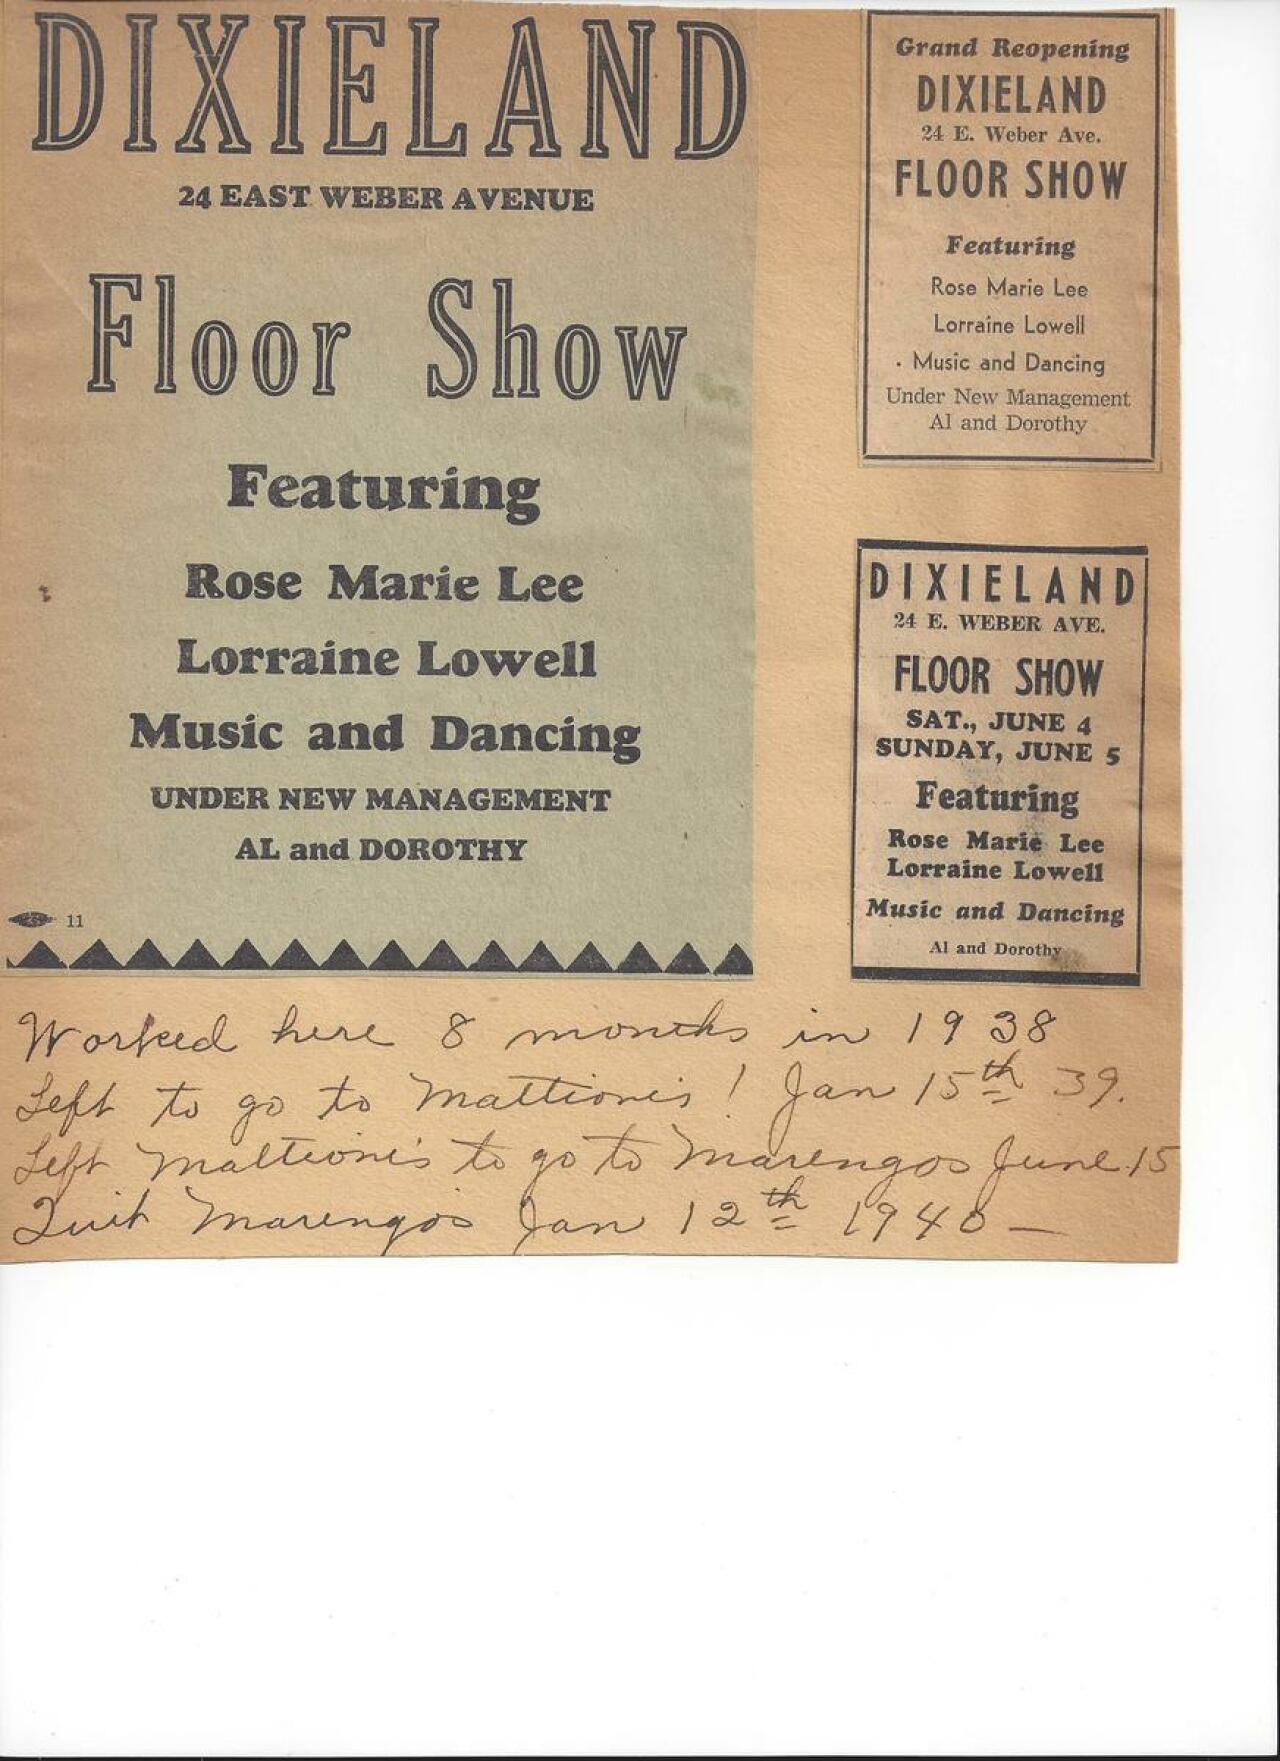 DIXIELAND
24 EAST WEBER AVENUE
Floor Show
Featuring
Rose Marie Lee
Lorraine Lowell
Music and Dancing
UNDER NEW MANAGEMENT
AL and DOROTHY
11
Grand Reopening
DIXIELAND
24 E. Weber Ave.
FLOOR SHOW
Featuring
Rose Marie Lee
Lorraine Lowell
Music and Dancing
Under New Management
Al and Dorothy
DIXIELAND
24 E. WEBER AVE.
FLOOR SHOW
SAT., JUNE 4
SUNDAY, JUNE 5
Featuring
Rose Marie Lee
Lorraine Lowell
Music and Dancing
Al and Dorothy
Worked here 8 months in 1938
Left to go to Mattionis! Jan 15th 39.
Left Mattioni's to go to Marengos June 15
Quit Marengo's Jan 12th 1940 —